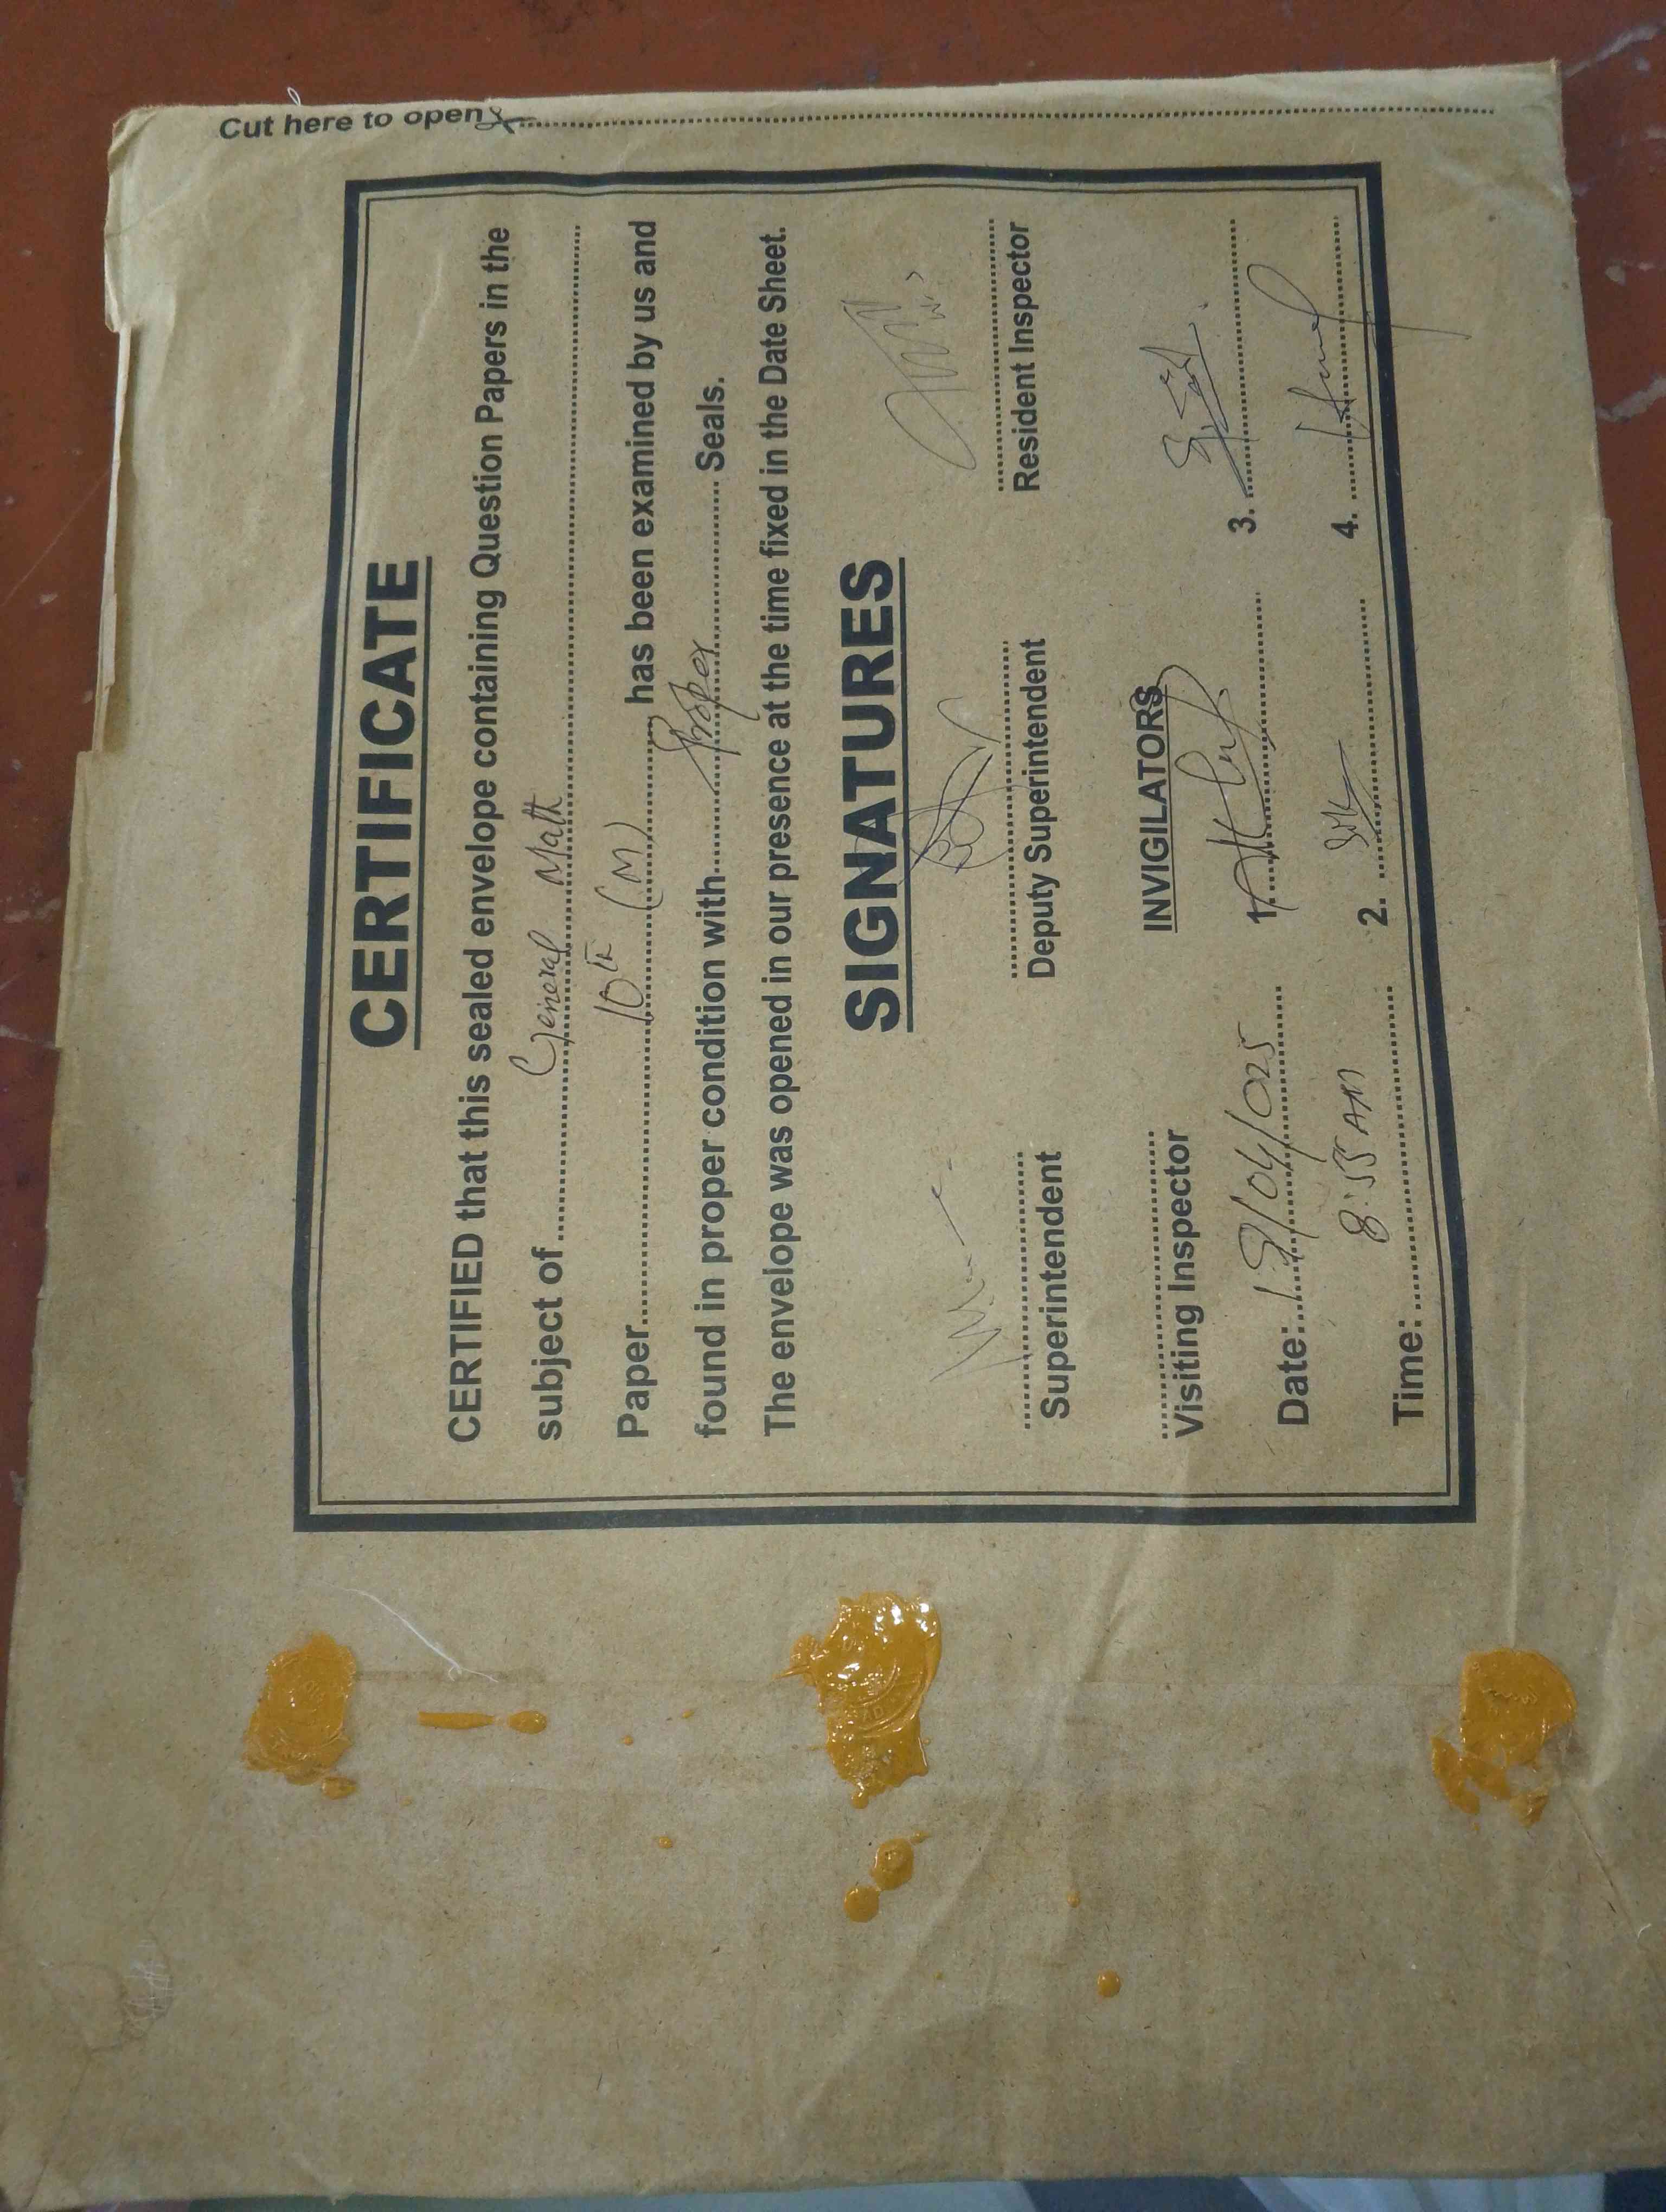 Cut here to open
CERTIFICATE
CERTIFIED that this sealed envelope containing Question Papers in the
subject of General Math
Paper 10th (M) has been examined by us and
found in proper condition with proper Seals.
The envelope was opened in our presence at the time fixed in the Date Sheet.
SIGNATURES
Superintendent Deputy Superintendent Resident Inspector
INVIGILATORS
Visiting Inspector 1. 3.
Date: 18/04/025
Time: 8:55 AM 2. 4.